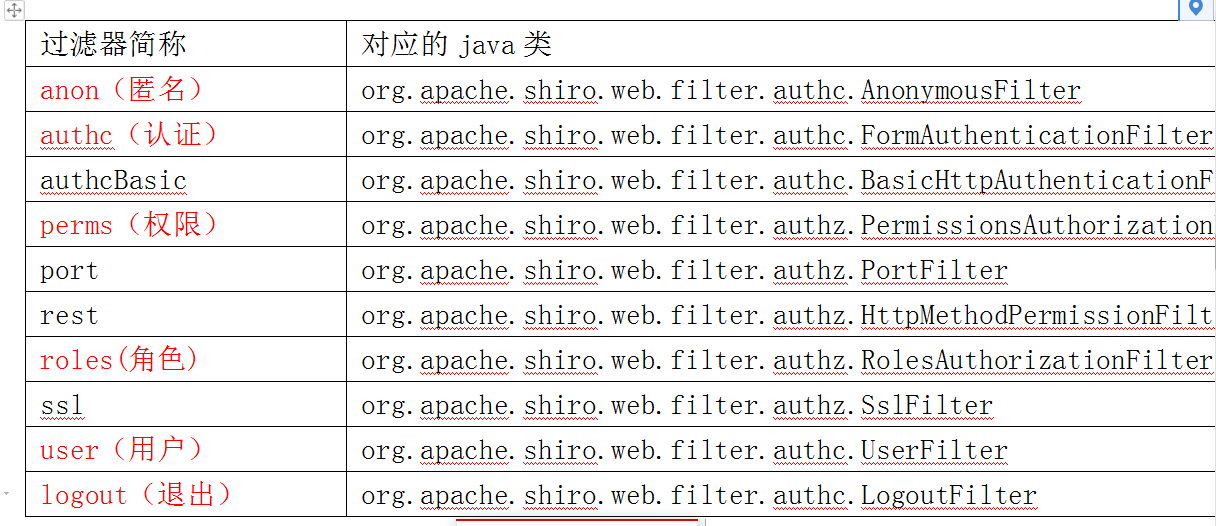 过滤器简称 对应的 java 类
anon（匿名） org.apache.shiro.web.filter.authc.AnonymousFilter
authc（认证） org.apache.shiro.web.filter.authc.FormAuthenticationFilter
authcBasic org.apache.shiro.web.filter.authc.BasicHttpAuthenticationF
perms（权限） org.apache.shiro.web.filter.authz.PermissionsAuthorization
port org.apache.shiro.web.filter.authz.PortFilter
rest org.apache.shiro.web.filter.authz.HttpMethodPermissionFilt
roles(角色) org.apache.shiro.web.filter.authz.RolesAuthorizationFilter
ssl org.apache.shiro.web.filter.authz.SslFilter
user（用户） org.apache.shiro.web.filter.authc.UserFilter
logout（退出） org.apache.shiro.web.filter.authc.LogoutFilter